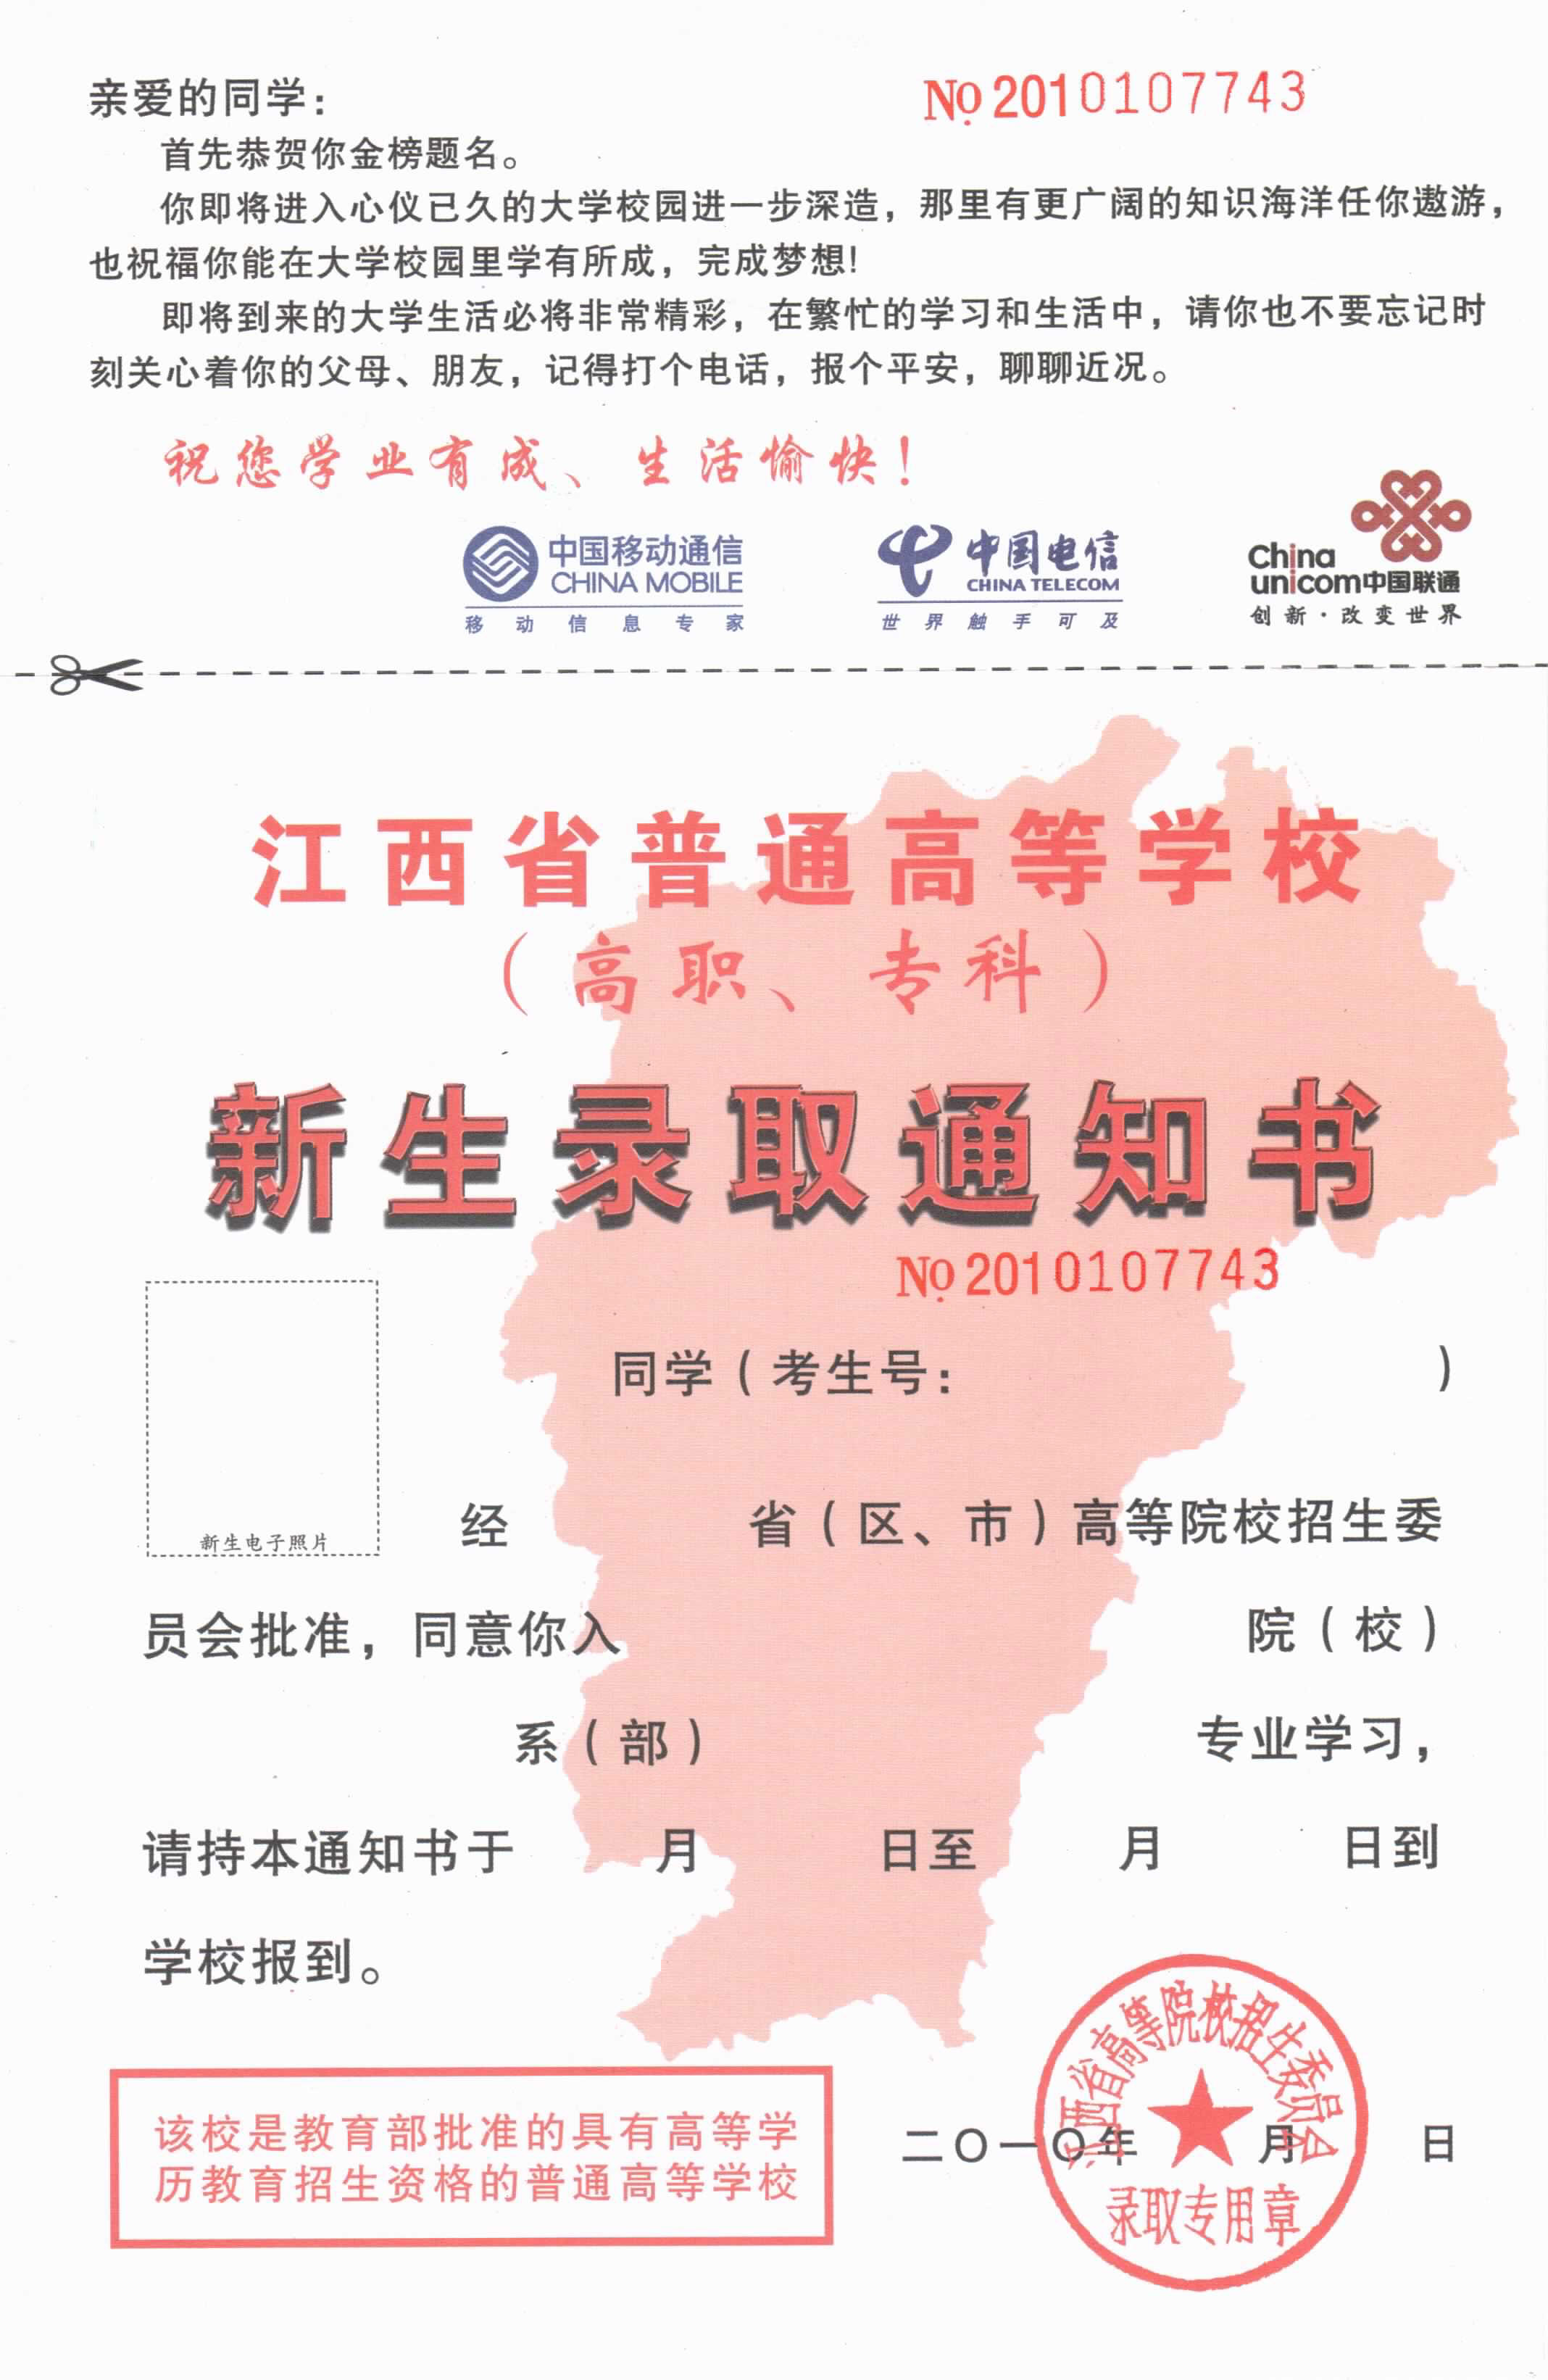 亲爱的同学：
№ 2010107743
首先恭贺你金榜题名。
你即将进入心仪已久的大学校园进一步深造，那里有更广阔的知识海洋任你遨游，
也祝福你能在大学校园里学有所成，完成梦想！
即将到来的大学生活必将非常精彩，在繁忙的学习和生活中，请你也不要忘记时
刻关心着你的父母、朋友，记得打个电话，报个平安，聊聊近况。
祝您学业有成、生活愉快！
中国移动通信
CHINA MOBILE
移动信息专家
中国电信
CHINA TELECOM
世界触手可及
China
unicom中国联通
创新·改变世界
江西省普通高等学校
（高职、专科）
新生录取通知书
№ 2010107743
同学（考生号：）
新生电子照片
经 省（区、市）高等院校招生委
员会批准，同意你入 院（校）
系（部） 专业学习，
请持本通知书于 月 日至 月 日到
学校报到。
该校是教育部批准的具有高等学
历教育招生资格的普通高等学校
二〇一〇年 月 日
江西省高等院校招生委员会
录取专用章